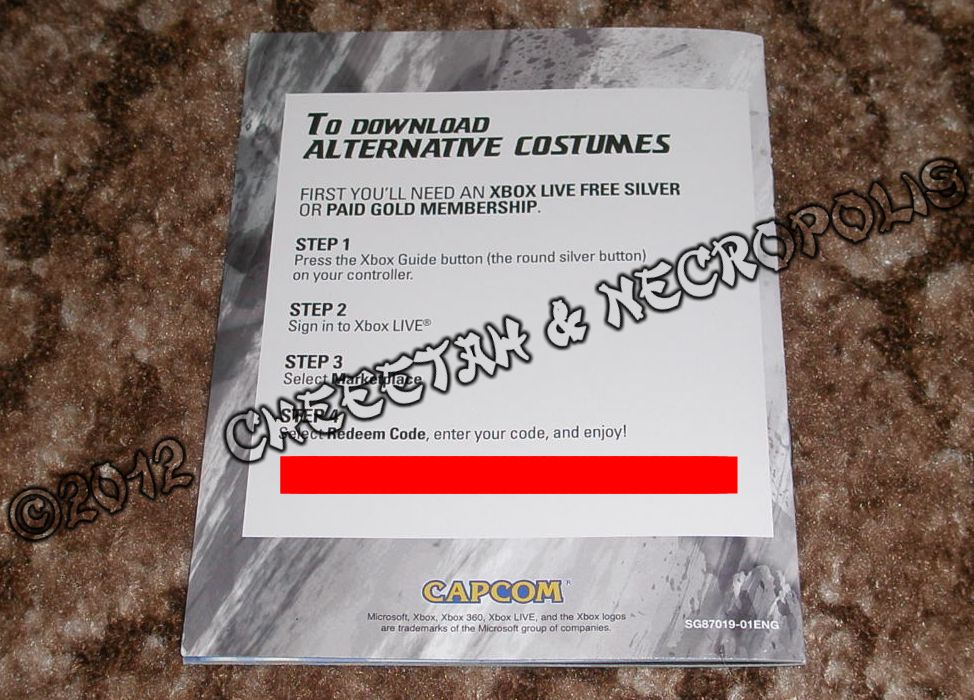 TO DOWNLOAD
ALTERNATIVE COSTUMES
FIRST YOU'LL NEED AN XBOX LIVE FREE SILVER
OR PAID GOLD MEMBERSHIP.
STEP 1
Press the Xbox Guide button (the round silver button)
on your controller.
STEP 2
Sign in to Xbox LIVE®
STEP 3
Select Marketplace
STEP 4
Select Redeem Code, enter your code, and enjoy!
©2012 CHEEETAH & NECROPOLIS
CAPCOM®
Microsoft, Xbox, Xbox 360, Xbox LIVE, and the Xbox logos
are trademarks of the Microsoft group of companies.
SG87019-01ENG